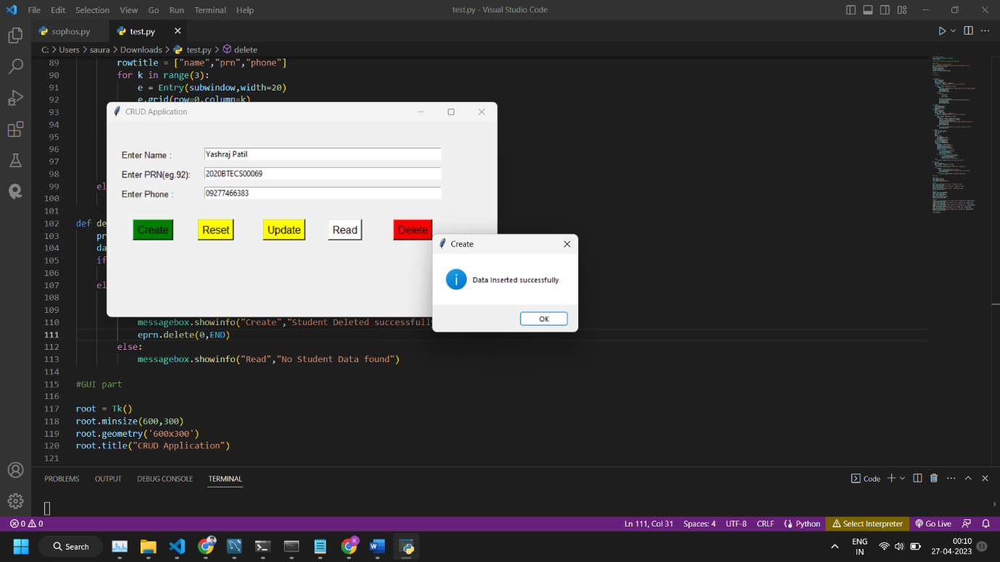 File Edit Selection View Go Run Terminal Help
test.py - Visual Studio Code
sophos.py
test.py
C: > Users > saura > Downloads > test.py > delete
89 rowtitle = ["name","prn","phone"]
90 for k in range(3):
91 e = Entry(subwindow,width=20)
92 e.grid(row=0,column=k)
93
94
95
96
97
98
99 el
100
101
102 def de
103 pr
104 da
105 if
106
107 el
108
109
110 messagebox.showinfo("Create","Student Deleted successfull
111 eprn.delete(0,END)
112 else:
113 messagebox.showinfo("Read","No Student Data found")
114
115 #GUI part
116
117 root = Tk()
118 root.minsize(600,300)
119 root.geometry('600x300')
120 root.title("CRUD Application")
121
CRUD Application
Enter Name : Yashraj Patil
Enter PRN(eg.92): 2020BTECS00069
Enter Phone : 09277466383
Create Reset Update Read Delete
Create
Data Inserted successfully
OK
PROBLEMS OUTPUT DEBUG CONSOLE TERMINAL
Code
0 0
Ln 111, Col 31 Spaces: 4 UTF-8 CRLF Python Select Interpreter Go Live
Search
K
ENG
IN
00:10
27-04-2023
13